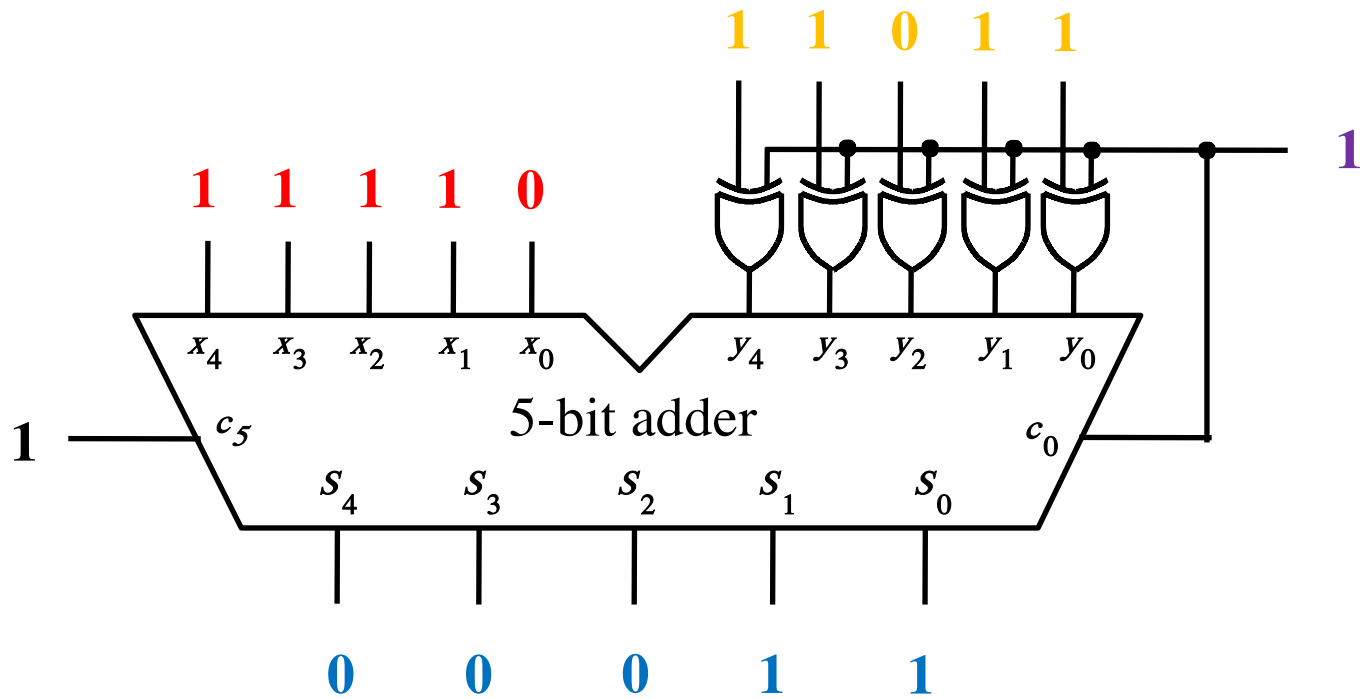 1 1 0 1 1
1
1 1 1 1 0
x4 x3 x2 x1 x0 y4 y3 y2 y1 y0
5-bit adder
1 c5 c0
S4 S3 S2 S1 S0
0 0 0 1 1